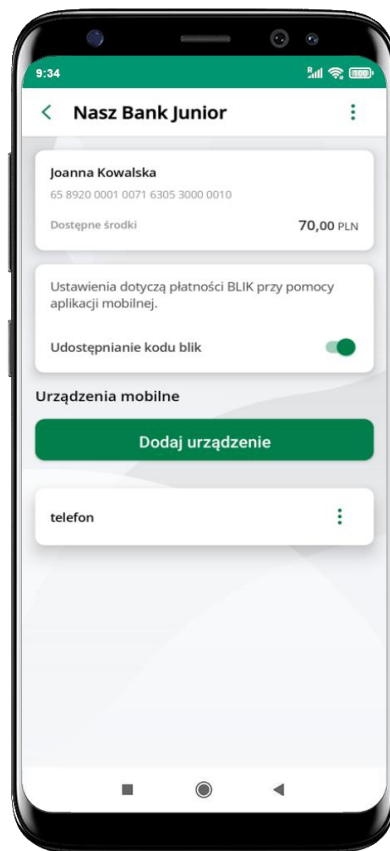 9:34
Nasz Bank Junior
Joanna Kowalska
65 8920 0001 0071 6305 3000 0010
Dostępne środki 70,00 PLN
Ustawienia dotyczą płatności BLIK przy pomocy
aplikacji mobilnej.
Udostępnianie kodu blik
Urządzenia mobilne
Dodaj urządzenie
telefon